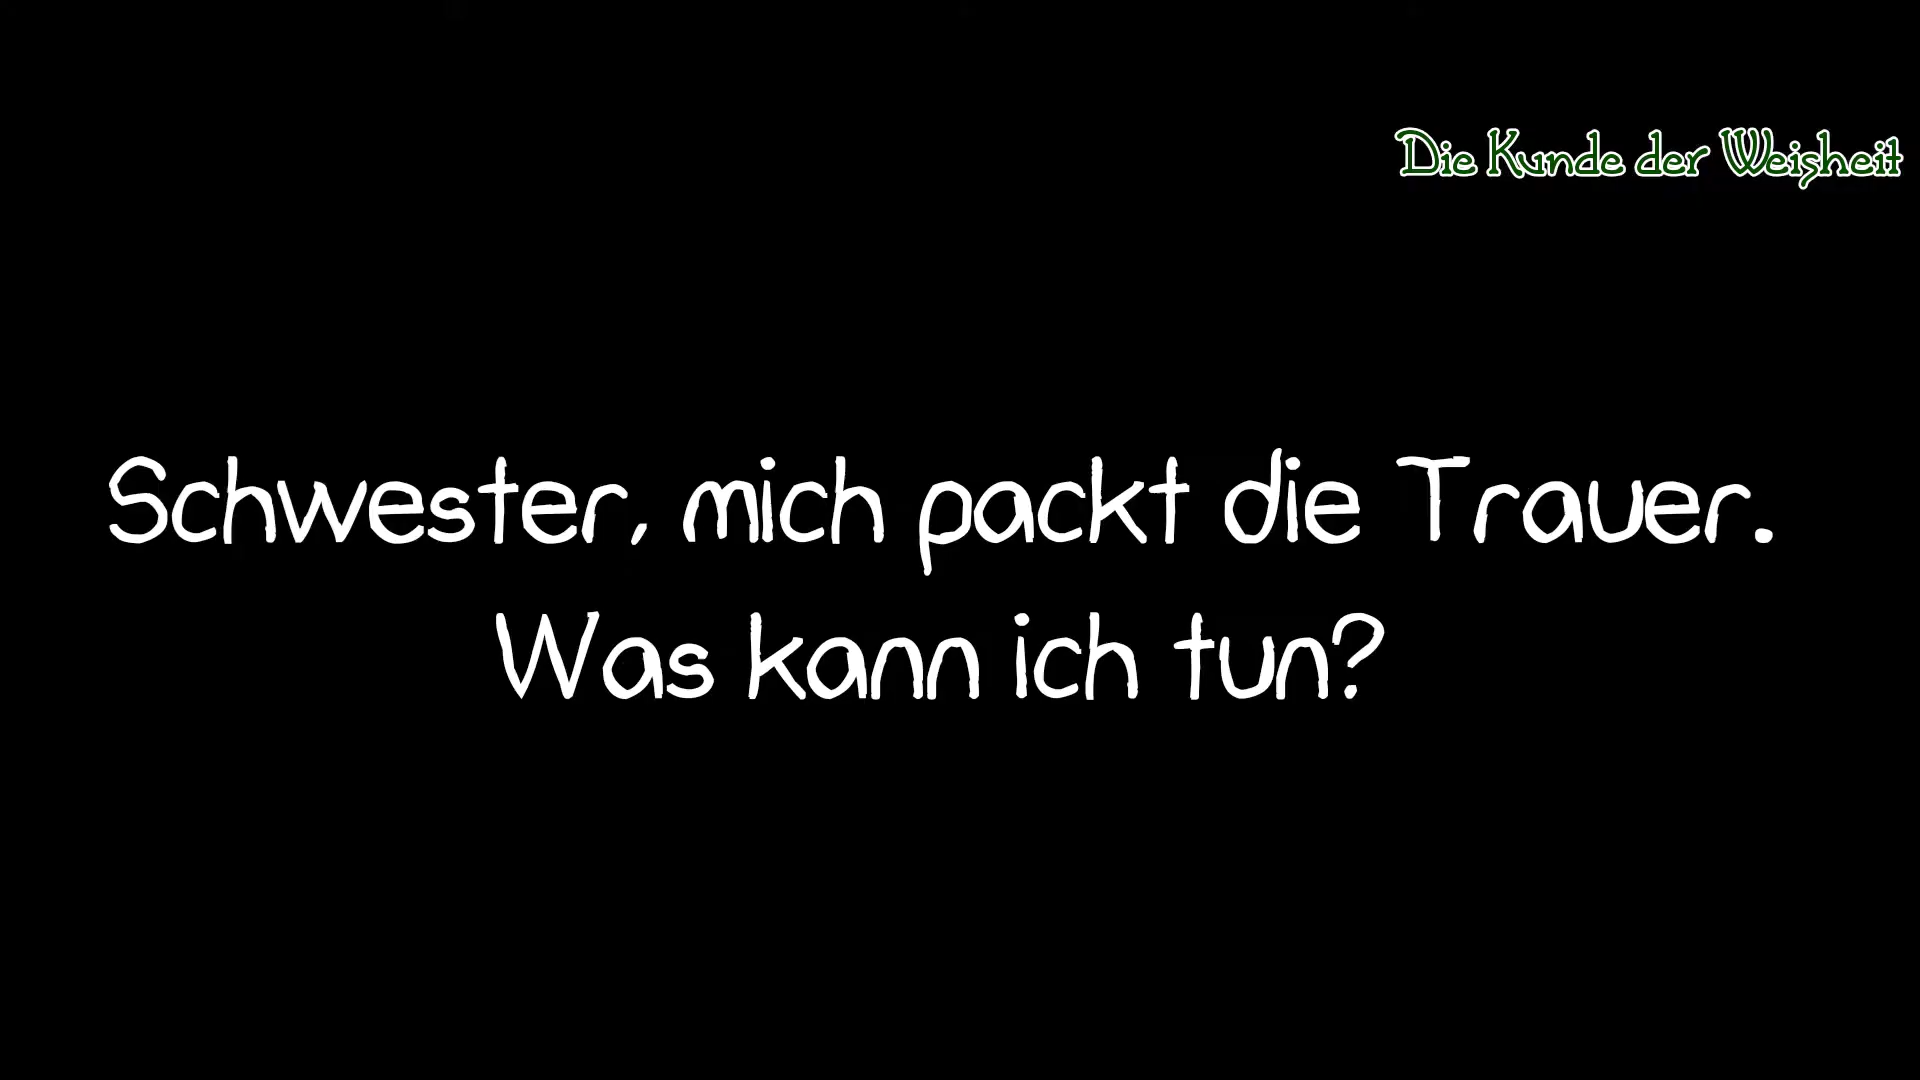 Die Kunde der Weisheit
Schwester, mich packt die Trauer.
Was kann ich tun?